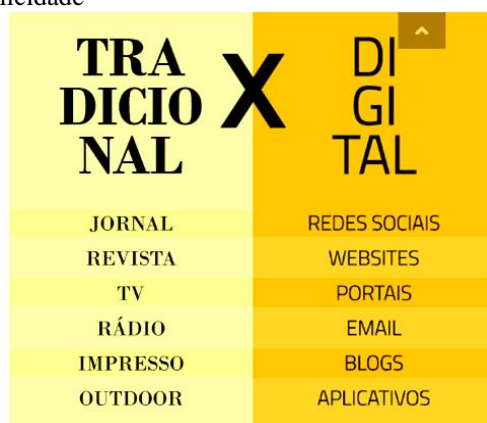 TRA
DICIO
NAL
X
DI
GI
TAL
JORNAL
REVISTA
TV
RÁDIO
IMPRESSO
OUTDOOR
REDES SOCIAIS
WEBSITES
PORTAIS
EMAIL
BLOGS
APLICATIVOS